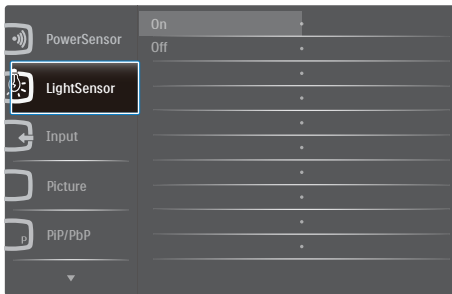 PowerSensor
LightSensor
Input
Picture
P
PiP/PbP
On
Off